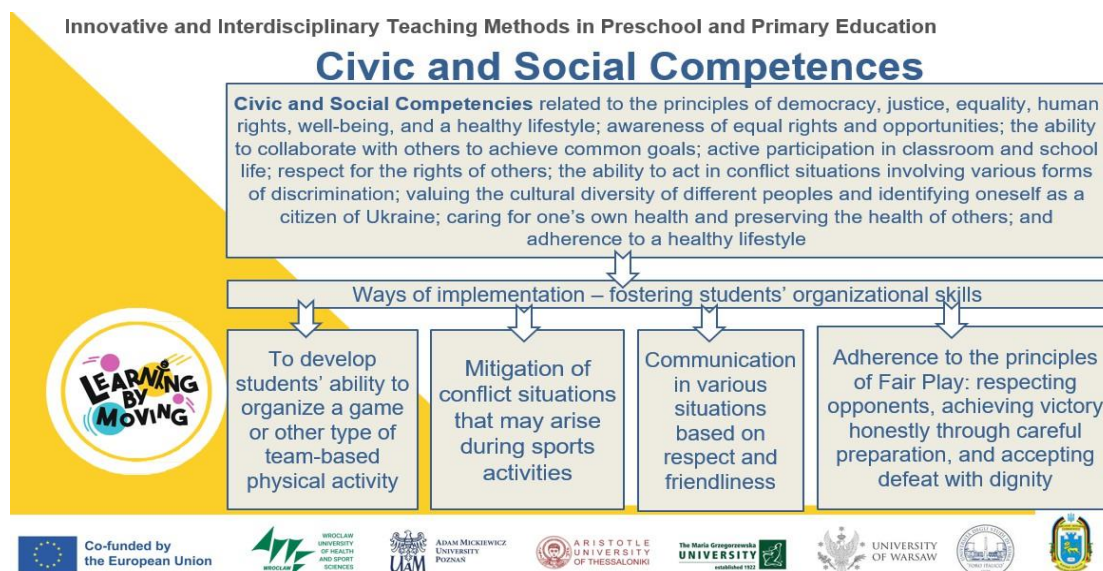 Innovative and Interdisciplinary Teaching Methods in Preschool and Primary Education
Civic and Social Competences
Civic and Social Competencies related to the principles of democracy, justice, equality, human
rights, well-being, and a healthy lifestyle; awareness of equal rights and opportunities; the ability
to collaborate with others to achieve common goals; active participation in classroom and school
life; respect for the rights of others; the ability to act in conflict situations involving various forms
of discrimination; valuing the cultural diversity of different peoples and identifying oneself as a
citizen of Ukraine; caring for one's own health and preserving the health of others; and
adherence to a healthy lifestyle
Ways of implementation – fostering students' organizational skills
LEARNING
BY
MOVING
To develop
students' ability to
organize a game
or other type of
team-based
physical activity
Mitigation of
conflict situations
that may arise
during sports
activities
Communication
in various
situations
based on
respect and
friendliness
Adherence to the principles
of Fair Play: respecting
opponents, achieving victory
honestly through careful
preparation, and accepting
defeat with dignity
Co-funded by
the European Union
WROCLAW
UNIVERSITY
OF HEALTH
AND SPORT
SCIENCES
WROCLAW
UAM
ADAM MICKIEWICZ
UNIVERSITY
POZNAŃ
ARISTOTLE
UNIVERSITY
OF THESSALONIKI
The Maria Grzegorzewska
UNIVERSITY
established 1922
UNIVERSITY
OF WARSAW